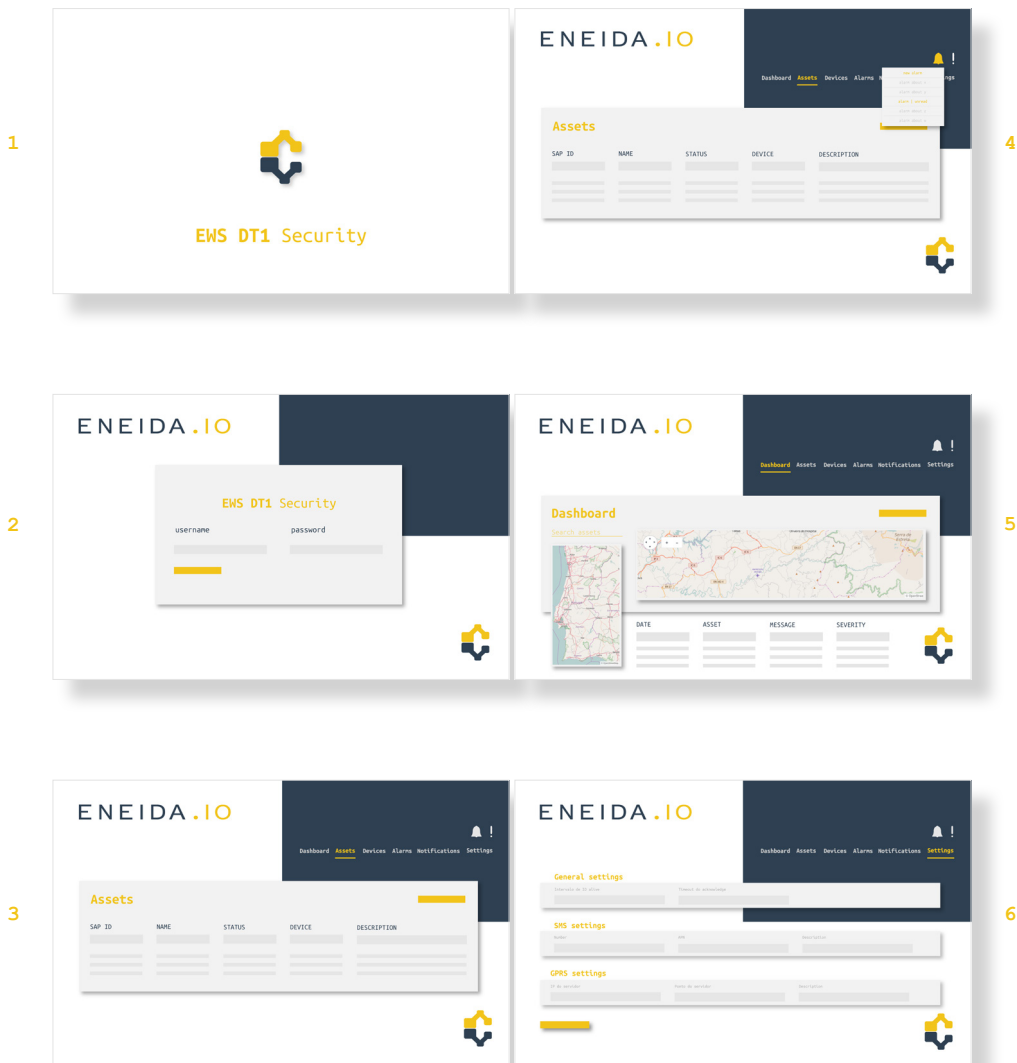 1
EWS DT1 Security
ENEIDA.IO
Dashboard Assets Devices Alarms
Assets
SAP ID NAME STATUS DEVICE DESCRIPTION
4
2
ENEIDA.IO
EWS DT1 Security
username password
ENEIDA.IO
Dashboard Assets Devices Alarms Notifications Settings
Dashboard
Search assets
DATE ASSET MESSAGE SEVERITY
5
3
ENEIDA.IO
Dashboard Assets Devices Alarms Notifications Settings
Assets
SAP ID NAME STATUS DEVICE DESCRIPTION
ENEIDA.IO
Dashboard Assets Devices Alarms Notifications Settings
General settings
SMS settings
Number Description
GPRS settings
Description
6